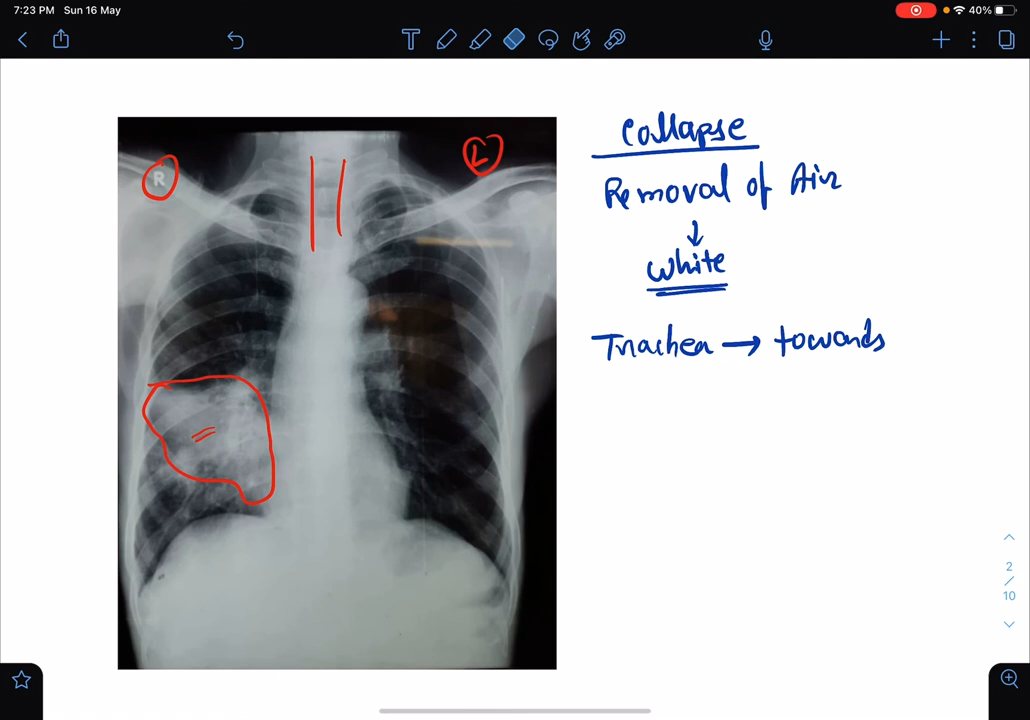 7:23 PM Sun 16 May
40%
T
R
L
Collapse
Removal of Air
↓
White
Trachea → towards
2
/
10